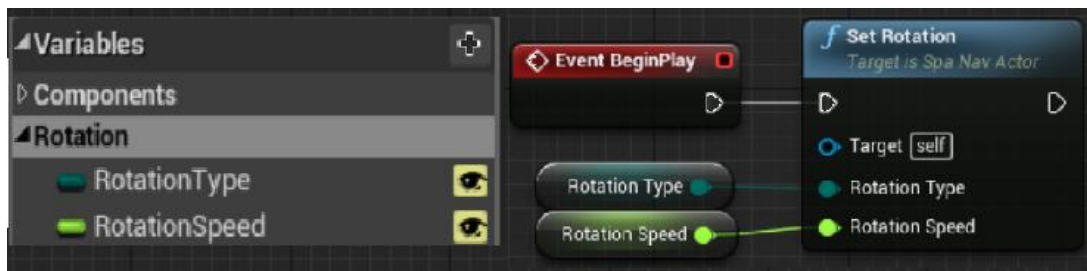 Variables
Components
Rotation
RotationType
RotationSpeed
Event BeginPlay
Rotation Type
Rotation Speed
f Set Rotation
Target is Spa Nav Actor
Target self
Rotation Type
Rotation Speed